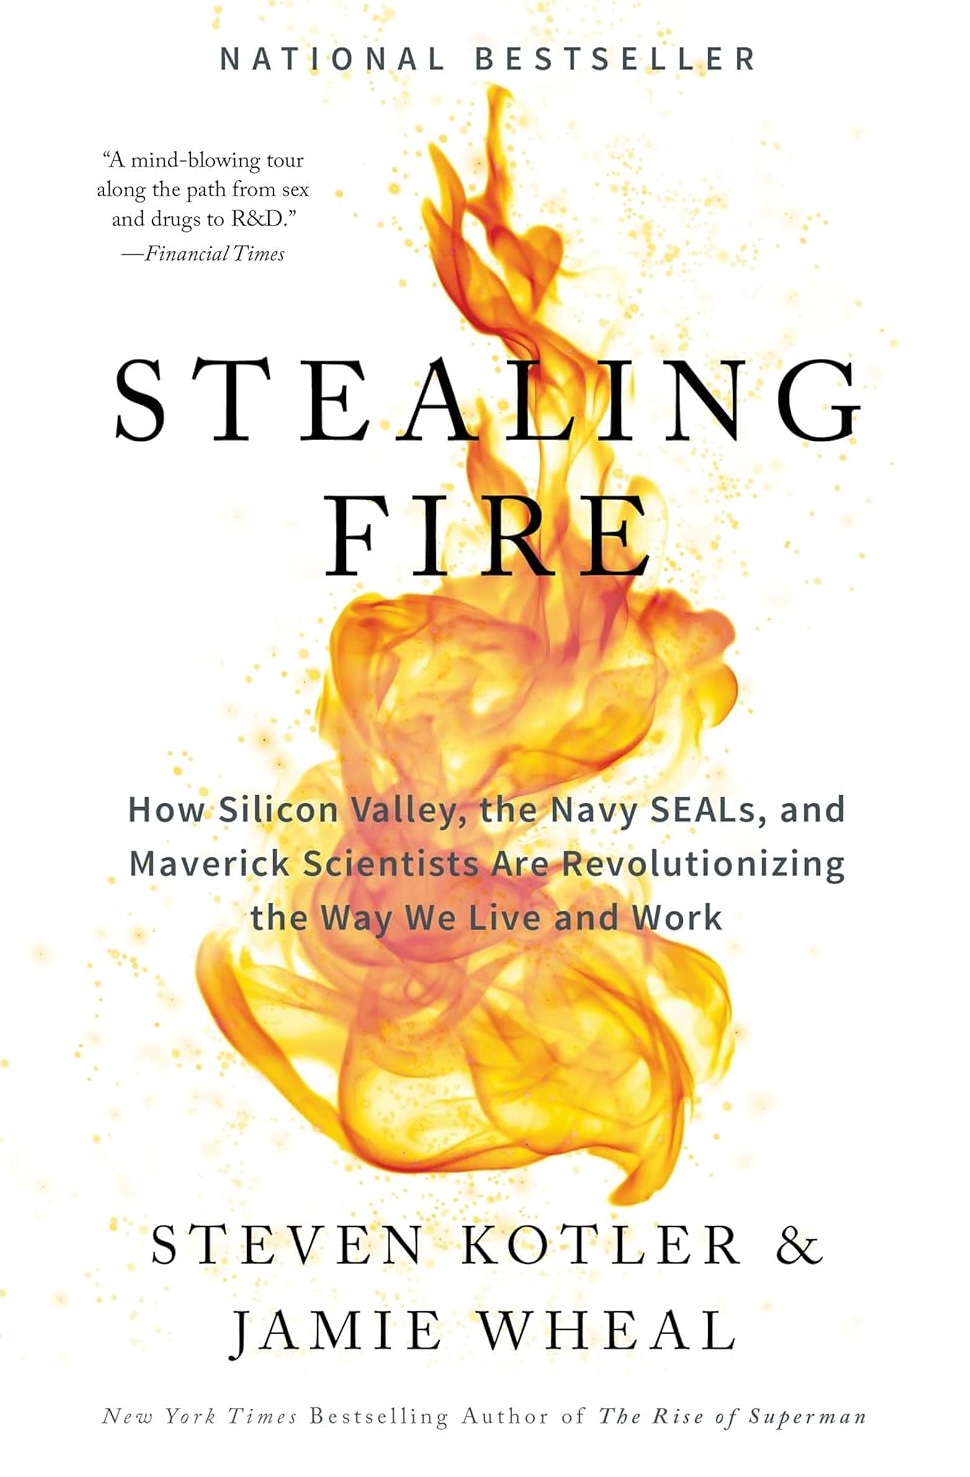 NATIONAL BESTSELLER
“A mind-blowing tour
along the path from sex
and drugs to R&D.”
—Financial Times
STEALING
FIRE
How Silicon Valley, the Navy SEALs, and
Maverick Scientists Are Revolutionizing
the Way We Live and Work
STEVEN KOTLER &
JAMIE WHEAL
New York Times Bestselling Author of The Rise of Superman